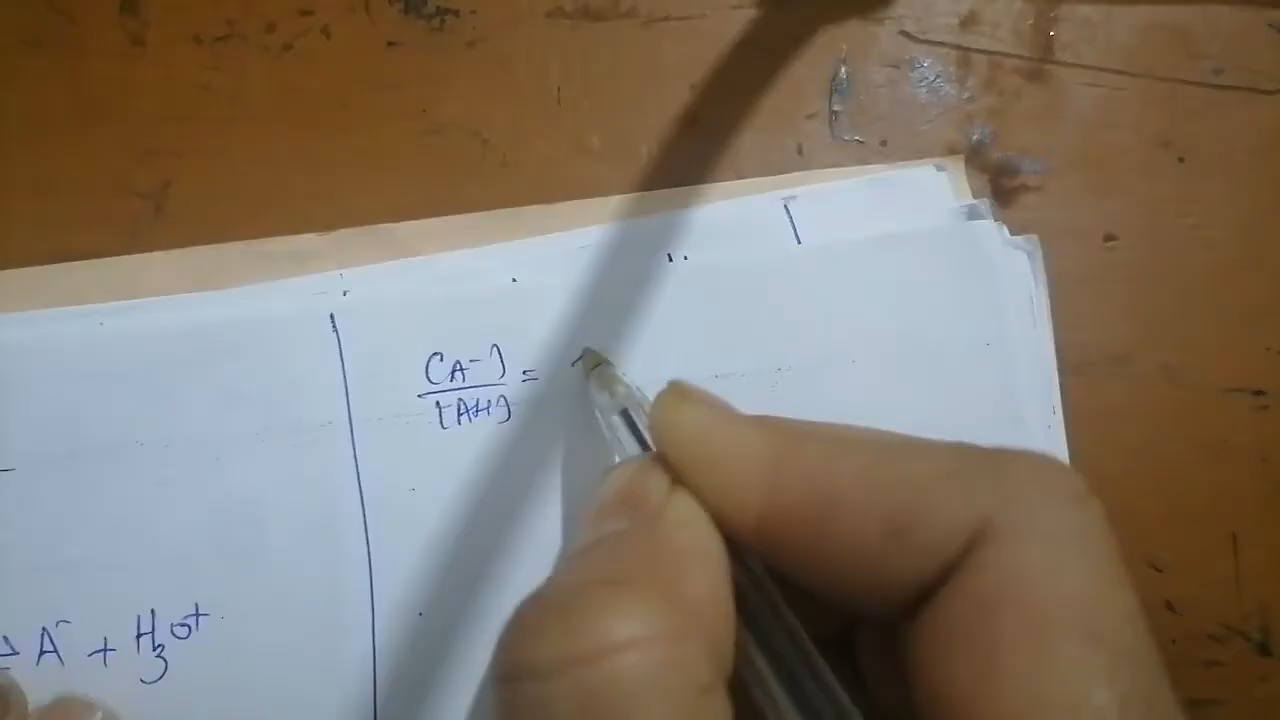 (A-)
[AH]
=
A- + H3O+